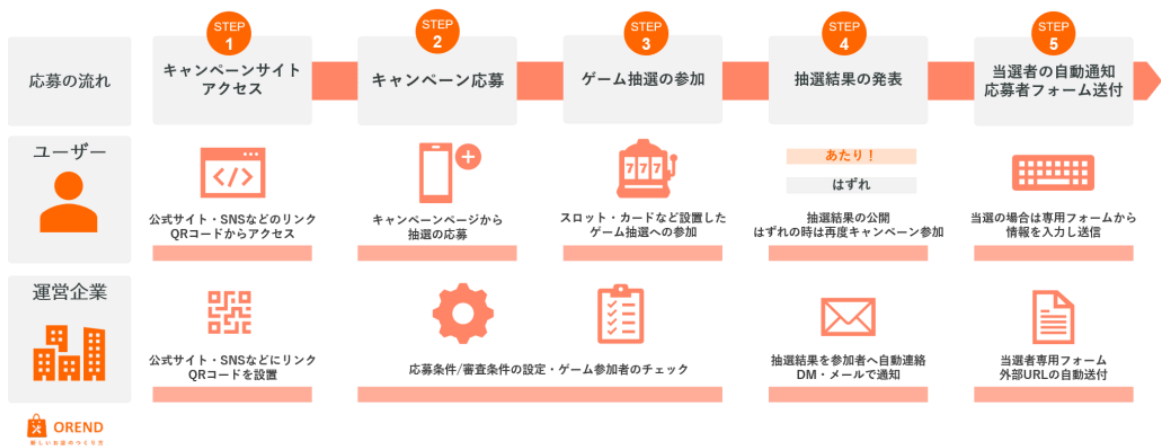 応募の流れ
STEP
1
キャンペーンサイト
アクセス
STEP
2
キャンペーン応募
STEP
3
ゲーム抽選の参加
STEP
4
抽選結果の発表
STEP
5
当選者の自動通知
応募者フォーム送付
ユーザー
</>
公式サイト・SNSなどのリンク
QRコードからアクセス
キャンペーンページから
抽選の応募
777
スロット・カードなど設置した
ゲーム抽選への参加
あたり！
はずれ
抽選結果の公開
はずれの時は再度キャンペーン参加
当選の場合は専用フォームから
情報を入力し送信
運営企業
公式サイト・SNSなどにリンク
QRコードを設置
応募条件/審査条件の設定・ゲーム参加者のチェック
抽選結果を参加者へ自動連絡
DM・メールで通知
当選者専用フォーム
外部URLの自動送付
OREND
欲しいお店のつくり方